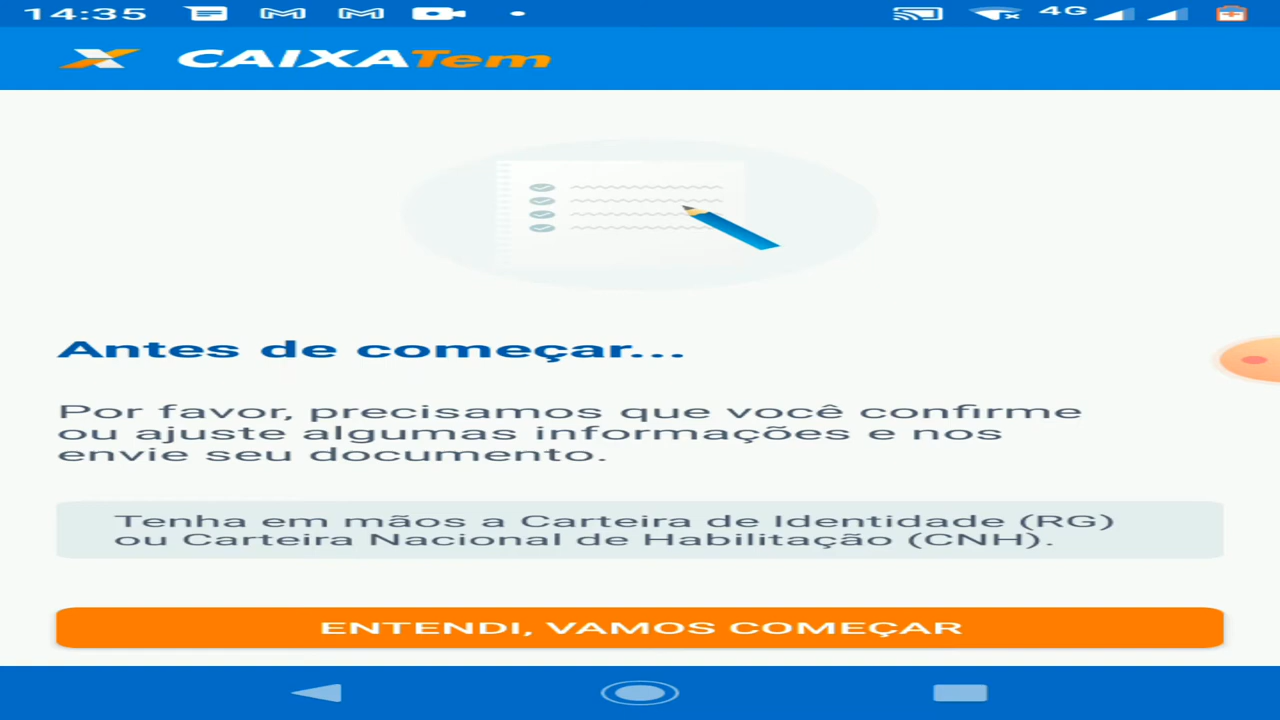 14:35
4G
CAIXATem
Antes de começar...
Por favor, precisamos que você confirme
ou ajuste algumas informações e nos
envie seu documento.
Tenha em mãos a Carteira de Identidade (RG)
ou Carteira Nacional de Habilitação (CNH).
ENTENDI, VAMOS COMEÇAR